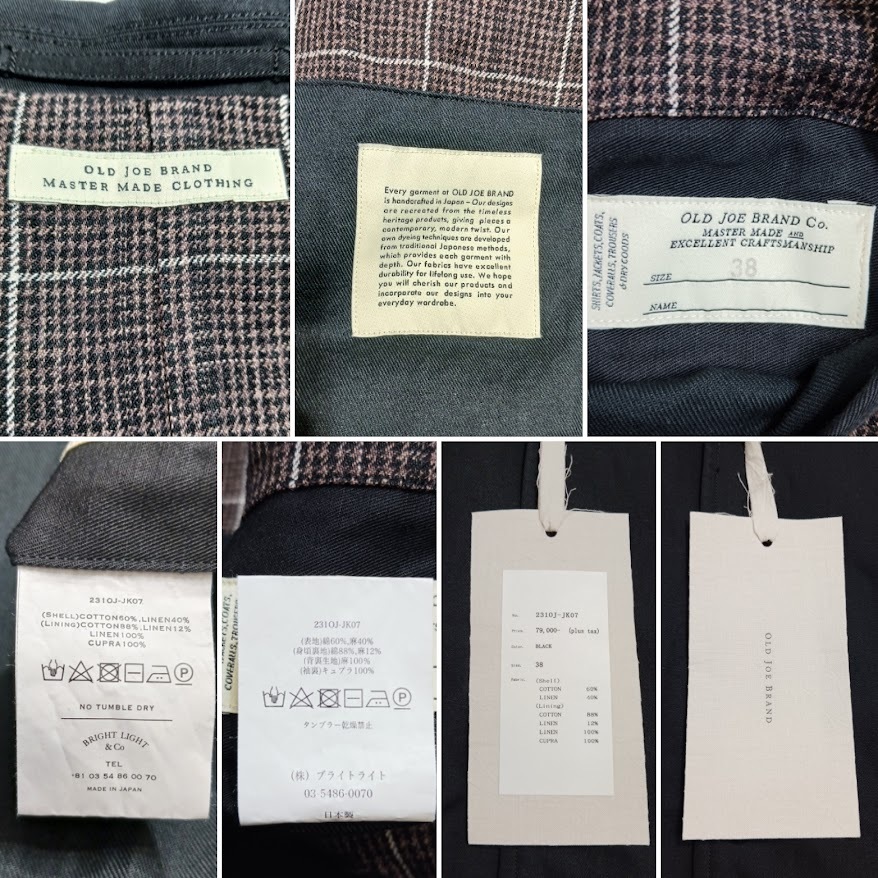 OLD JOE BRAND
MASTER MADE CLOTHING
Every garment at OLD JOE BRAND
is handcrafted in Japan – Our designs
are recreated from the timeless
heritage products, giving pieces a
contemporary, modern twist. Our
own dyeing techniques are developed
from traditional Japanese methods,
which provides each garment with
depth. Our fabrics have excellent
durability for lifelong use. We hope
you will cherish our products and
incorporate our designs into your
everyday wardrobe.
SHIRTS, JACKETS, COATS,
COVERALLS, TROUSERS
& DRY GOODS
OLD JOE BRAND Co.
MASTER MADE AND
EXCELLENT CRAFTSMANSHIP
SIZE 38
NAME
231OJ-JK07
(SHELL)COTTON60%,LINEN40%
(LINING)COTTON88%,LINEN12%
LINEN100%
CUPRA100%
P
NO TUMBLE DRY
BRIGHT LIGHT
& Co
TEL
+81 03 54 86 00 70
MADE IN JAPAN
JACKETS, COATS,
COVERALLS, TROUSERS
231OJ-JK07
(表地)綿60%,麻40%
(身頃裏地)綿88%,麻12%
(背裏生地)麻100%
(袖裏)キュプラ100%
P
タンブラー乾燥禁止
(株) ブライトライト
03-5486-0070
日本製
No. 231OJ-JK07
Price. 79,000- (plus tax)
Color. BLACK
Size. 38
Fabric. (Shell)
COTTON 60%
LINEN 40%
(Lining)
COTTON 88%
LINEN 12%
LINEN 100%
CUPRA 100%
OLD JOE BRAND